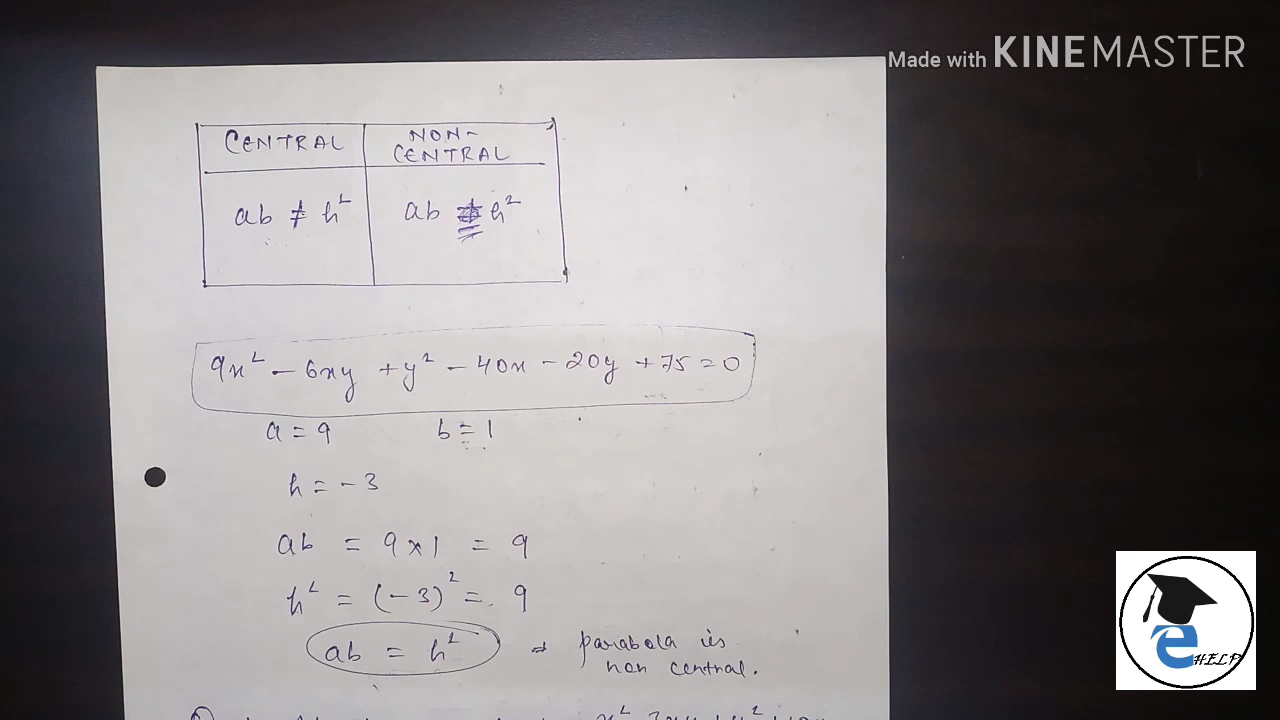 Made with KINEMASTER
CENTRAL
NON-
CENTRAL
ab ≠ h²
ab = h²
9x² - 6xy + y² - 40x - 20y + 75 = 0
a = 9 b = 1
h = -3
ab = 9 × 1 = 9
h² = (-3)² = 9
ab = h² ⇒ parabola is
non central.
e HELP